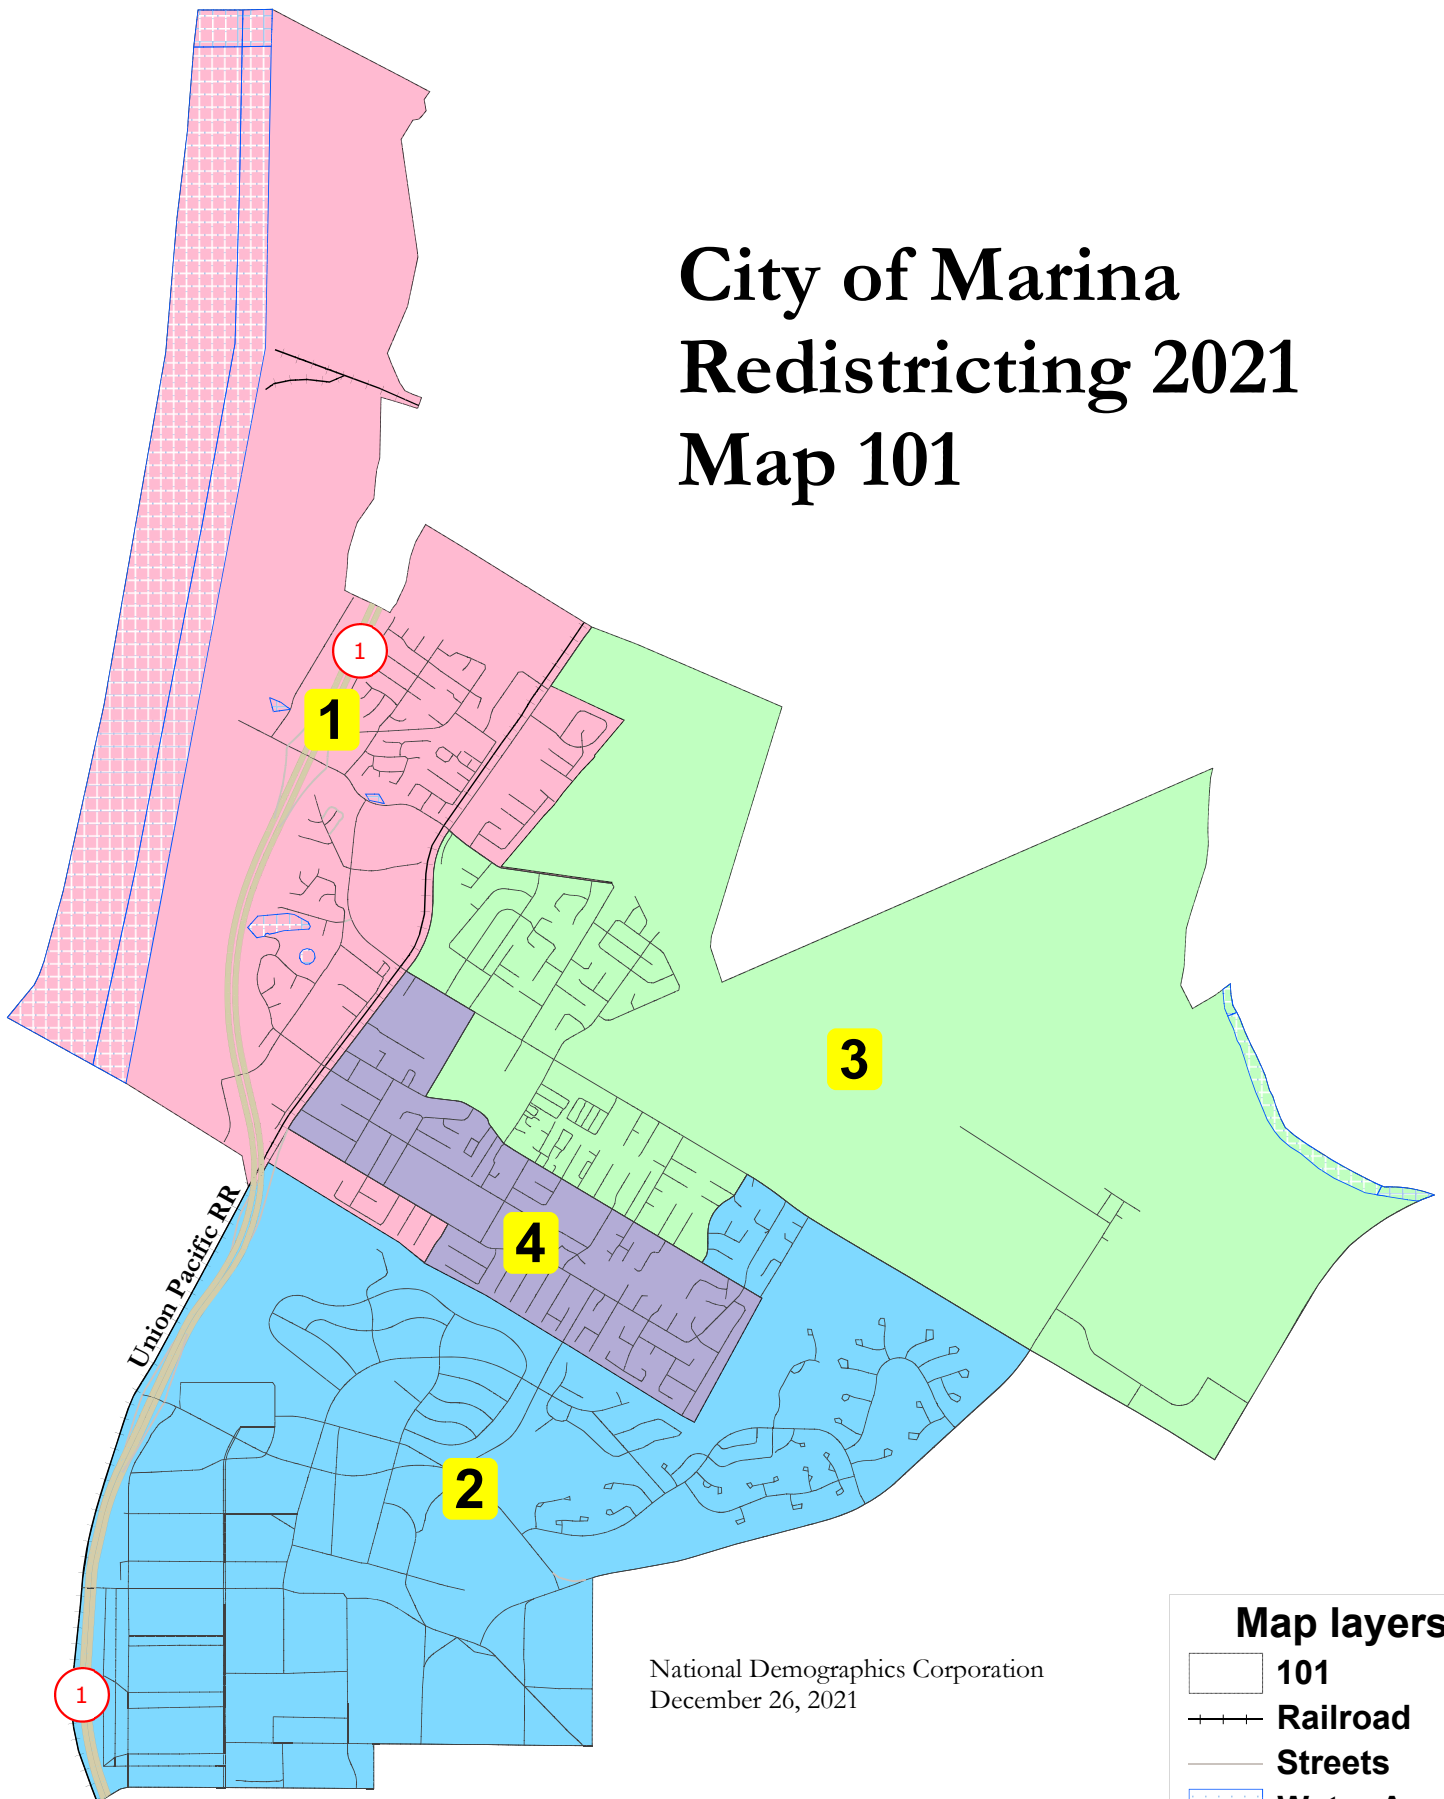 City of Marina
Redistricting 2021
Map 101
1
1
3
4
Union Pacific RR
2
1
National Demographics Corporation
December 26, 2021
Map layers
101
Railroad
Streets